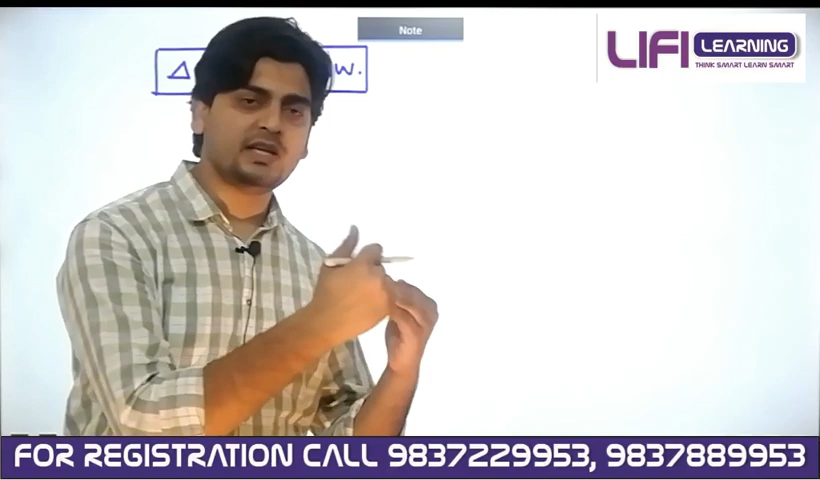 Note
LIFI LEARNING
THINK SMART LEARN SMART
Δ W.
FOR REGISTRATION CALL 9837229953, 9837889953